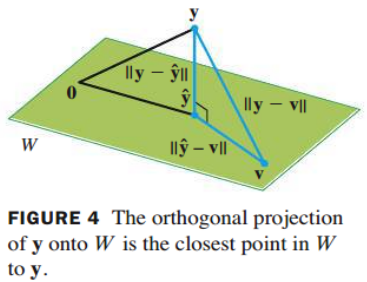 y
‖y – ŷ‖
0
ŷ
‖y – v‖
W
‖ŷ – v‖
v
FIGURE 4 The orthogonal projection
of y onto W is the closest point in W
to y.